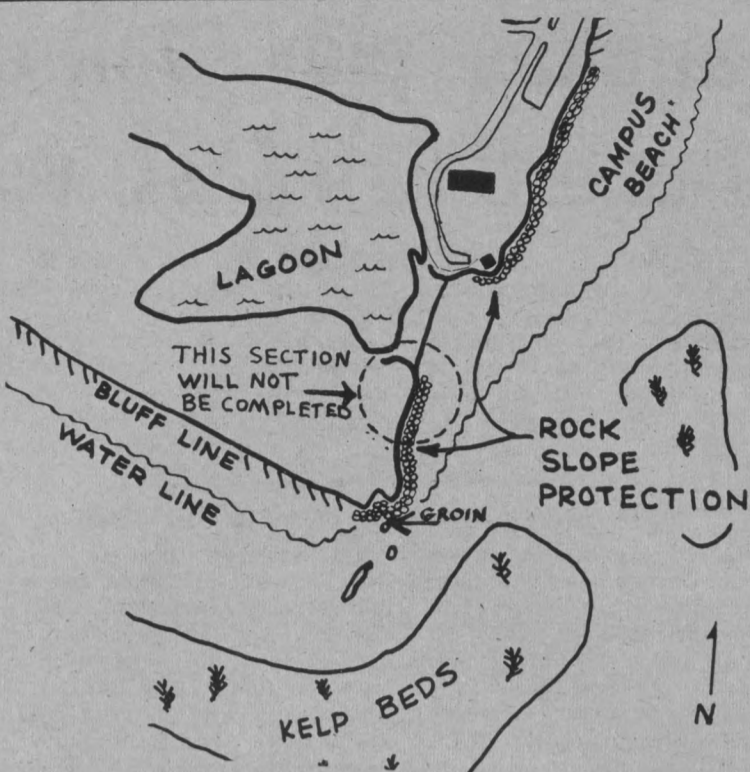 CAMPUS
BEACH'
LAGOON
THIS SECTION
WILL NOT
BE COMPLETED
BLUFF LINE
WATER LINE
ROCK
SLOPE
PROTECTION
GROIN
KELP BEDS
N